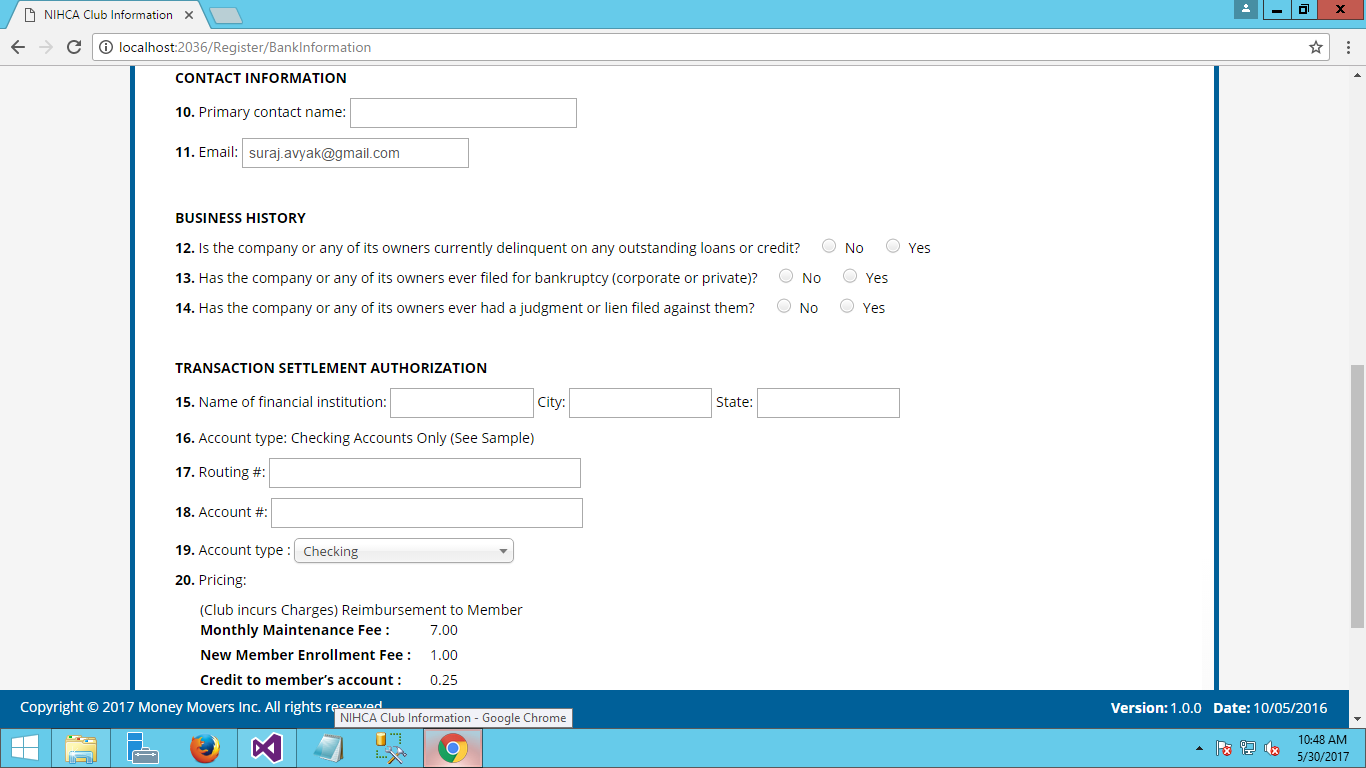 NIHCA Club Information
localhost:2036/Register/BankInformation
CONTACT INFORMATION
10. Primary contact name:
11. Email: suraj.avyak@gmail.com
BUSINESS HISTORY
12. Is the company or any of its owners currently delinquent on any outstanding loans or credit? No Yes
13. Has the company or any of its owners ever filed for bankruptcy (corporate or private)? No Yes
14. Has the company or any of its owners ever had a judgment or lien filed against them? No Yes
TRANSACTION SETTLEMENT AUTHORIZATION
15. Name of financial institution: City: State:
16. Account type: Checking Accounts Only (See Sample)
17. Routing #:
18. Account #:
19. Account type : Checking
20. Pricing:
(Club incurs Charges) Reimbursement to Member
Monthly Maintenance Fee : 7.00
New Member Enrollment Fee : 1.00
Credit to member’s account : 0.25
Copyright © 2017 Money Movers Inc. All rights reserved Version: 1.0.0 Date: 10/05/2016
NIHCA Club Information - Google Chrome
10:48 AM
5/30/2017